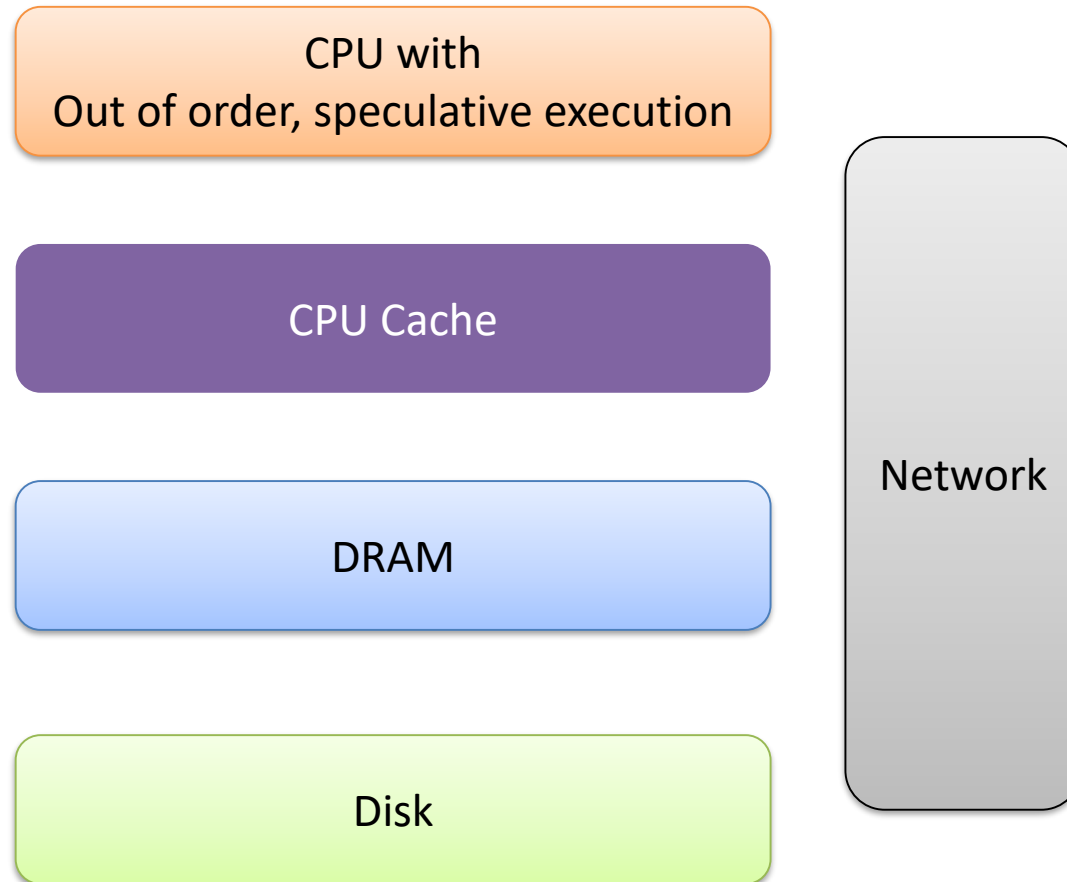 CPU with
Out of order, speculative execution
CPU Cache
Network
DRAM
Disk